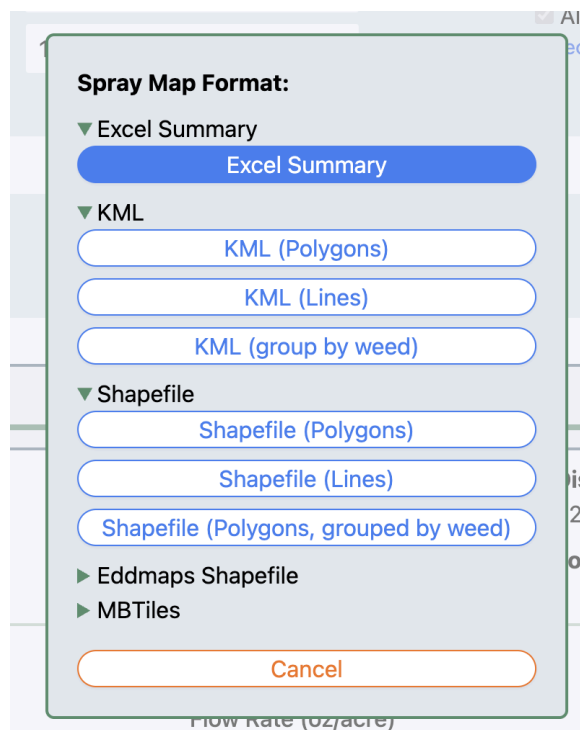 Spray Map Format:
Excel Summary
Excel Summary
KML
KML (Polygons)
KML (Lines)
KML (group by weed)
Shapefile
Shapefile (Polygons)
Shapefile (Lines)
Shapefile (Polygons, grouped by weed)
Eddmaps Shapefile
MBTiles
Cancel
Flow Rate (oz/acre)